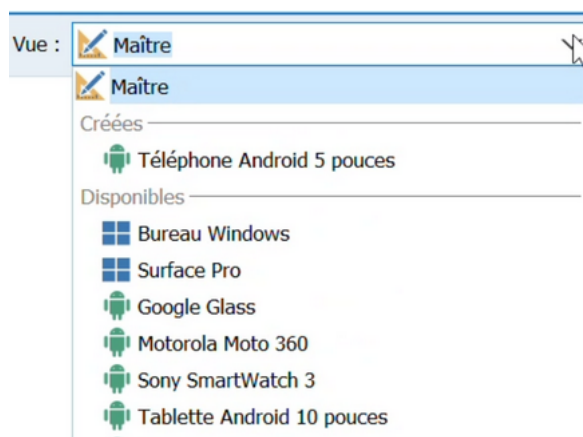 Vue : Maître
Maître
Créées
Téléphone Android 5 pouces
Disponibles
Bureau Windows
Surface Pro
Google Glass
Motorola Moto 360
Sony SmartWatch 3
Tablette Android 10 pouces